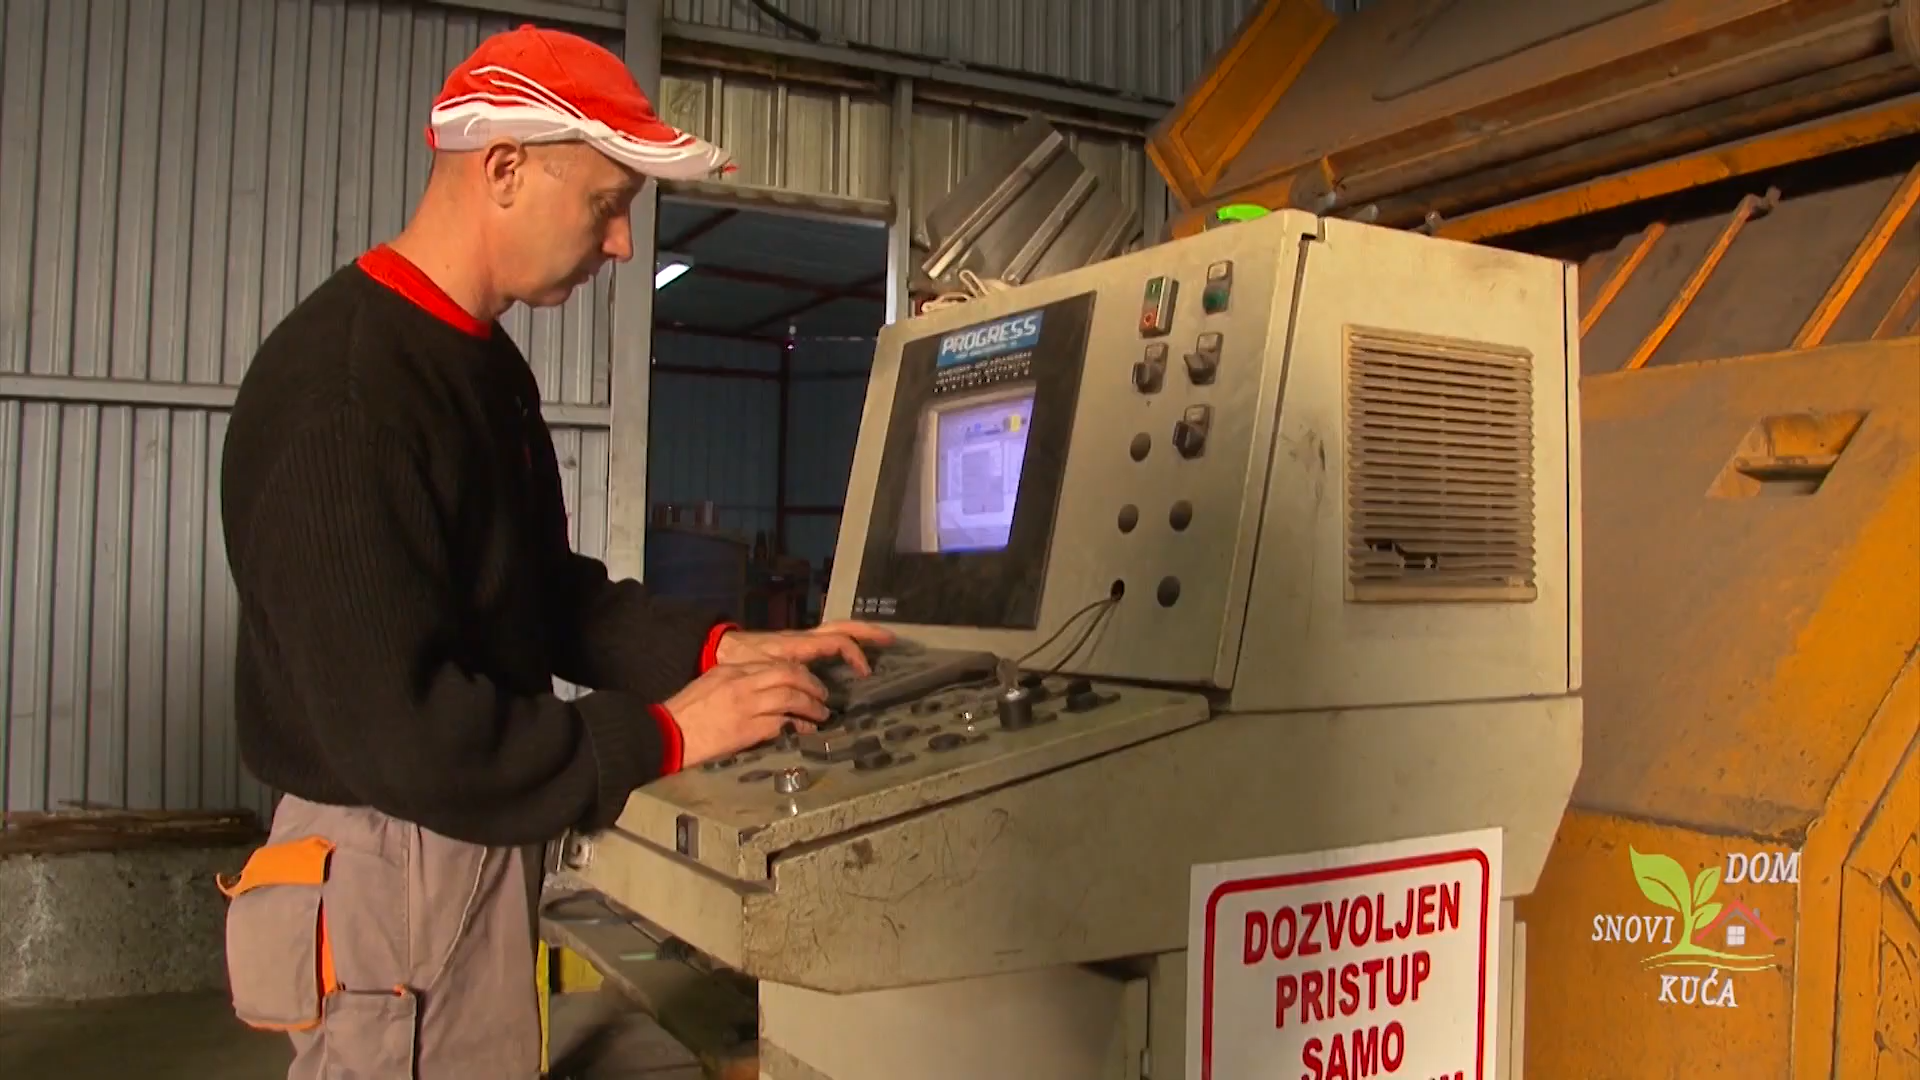 PROGRESS
DOZVOLJEN
PRISTUP
SAMO
DOM
SNOVI
KUĆA